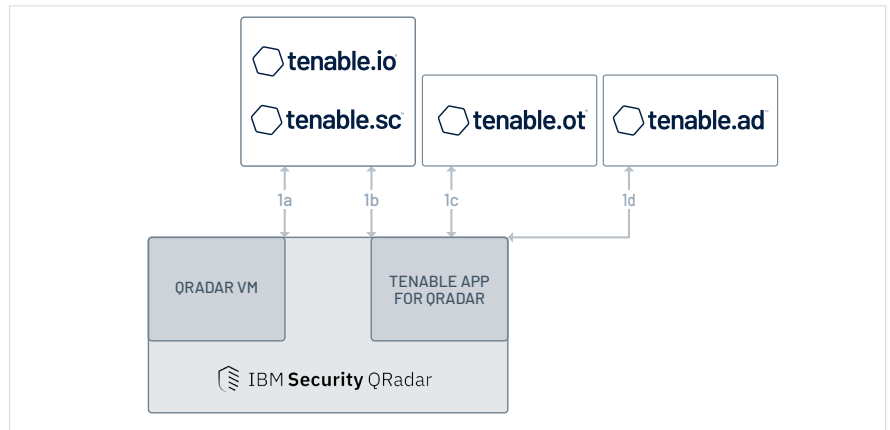 tenable.io
tenable.sc
tenable.ot
tenable.ad
1a
1b
1c
1d
QRADAR VM
TENABLE APP
FOR QRADAR
IBM Security QRadar